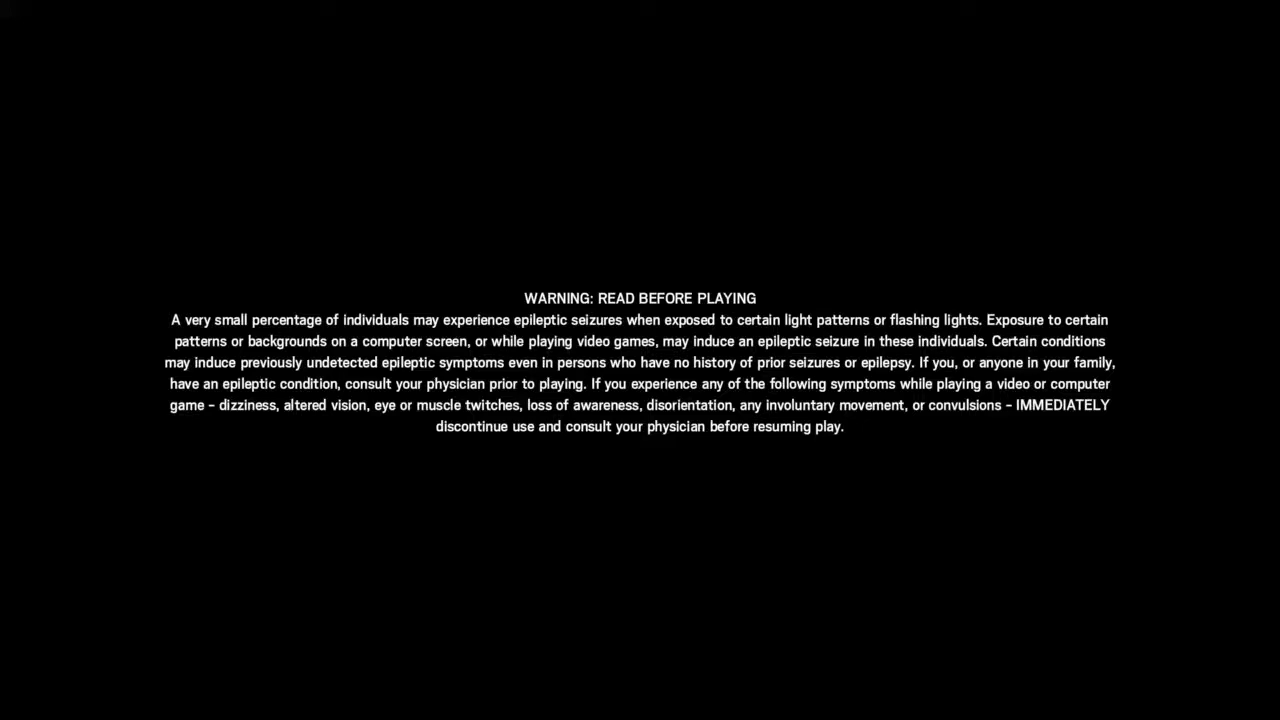 WARNING: READ BEFORE PLAYING
A very small percentage of individuals may experience epileptic seizures when exposed to certain light patterns or flashing lights. Exposure to certain
patterns or backgrounds on a computer screen, or while playing video games, may induce an epileptic seizure in these individuals. Certain conditions
may induce previously undetected epileptic symptoms even in persons who have no history of prior seizures or epilepsy. If you, or anyone in your family,
have an epileptic condition, consult your physician prior to playing. If you experience any of the following symptoms while playing a video or computer
game – dizziness, altered vision, eye or muscle twitches, loss of awareness, disorientation, any involuntary movement, or convulsions – IMMEDIATELY
discontinue use and consult your physician before resuming play.